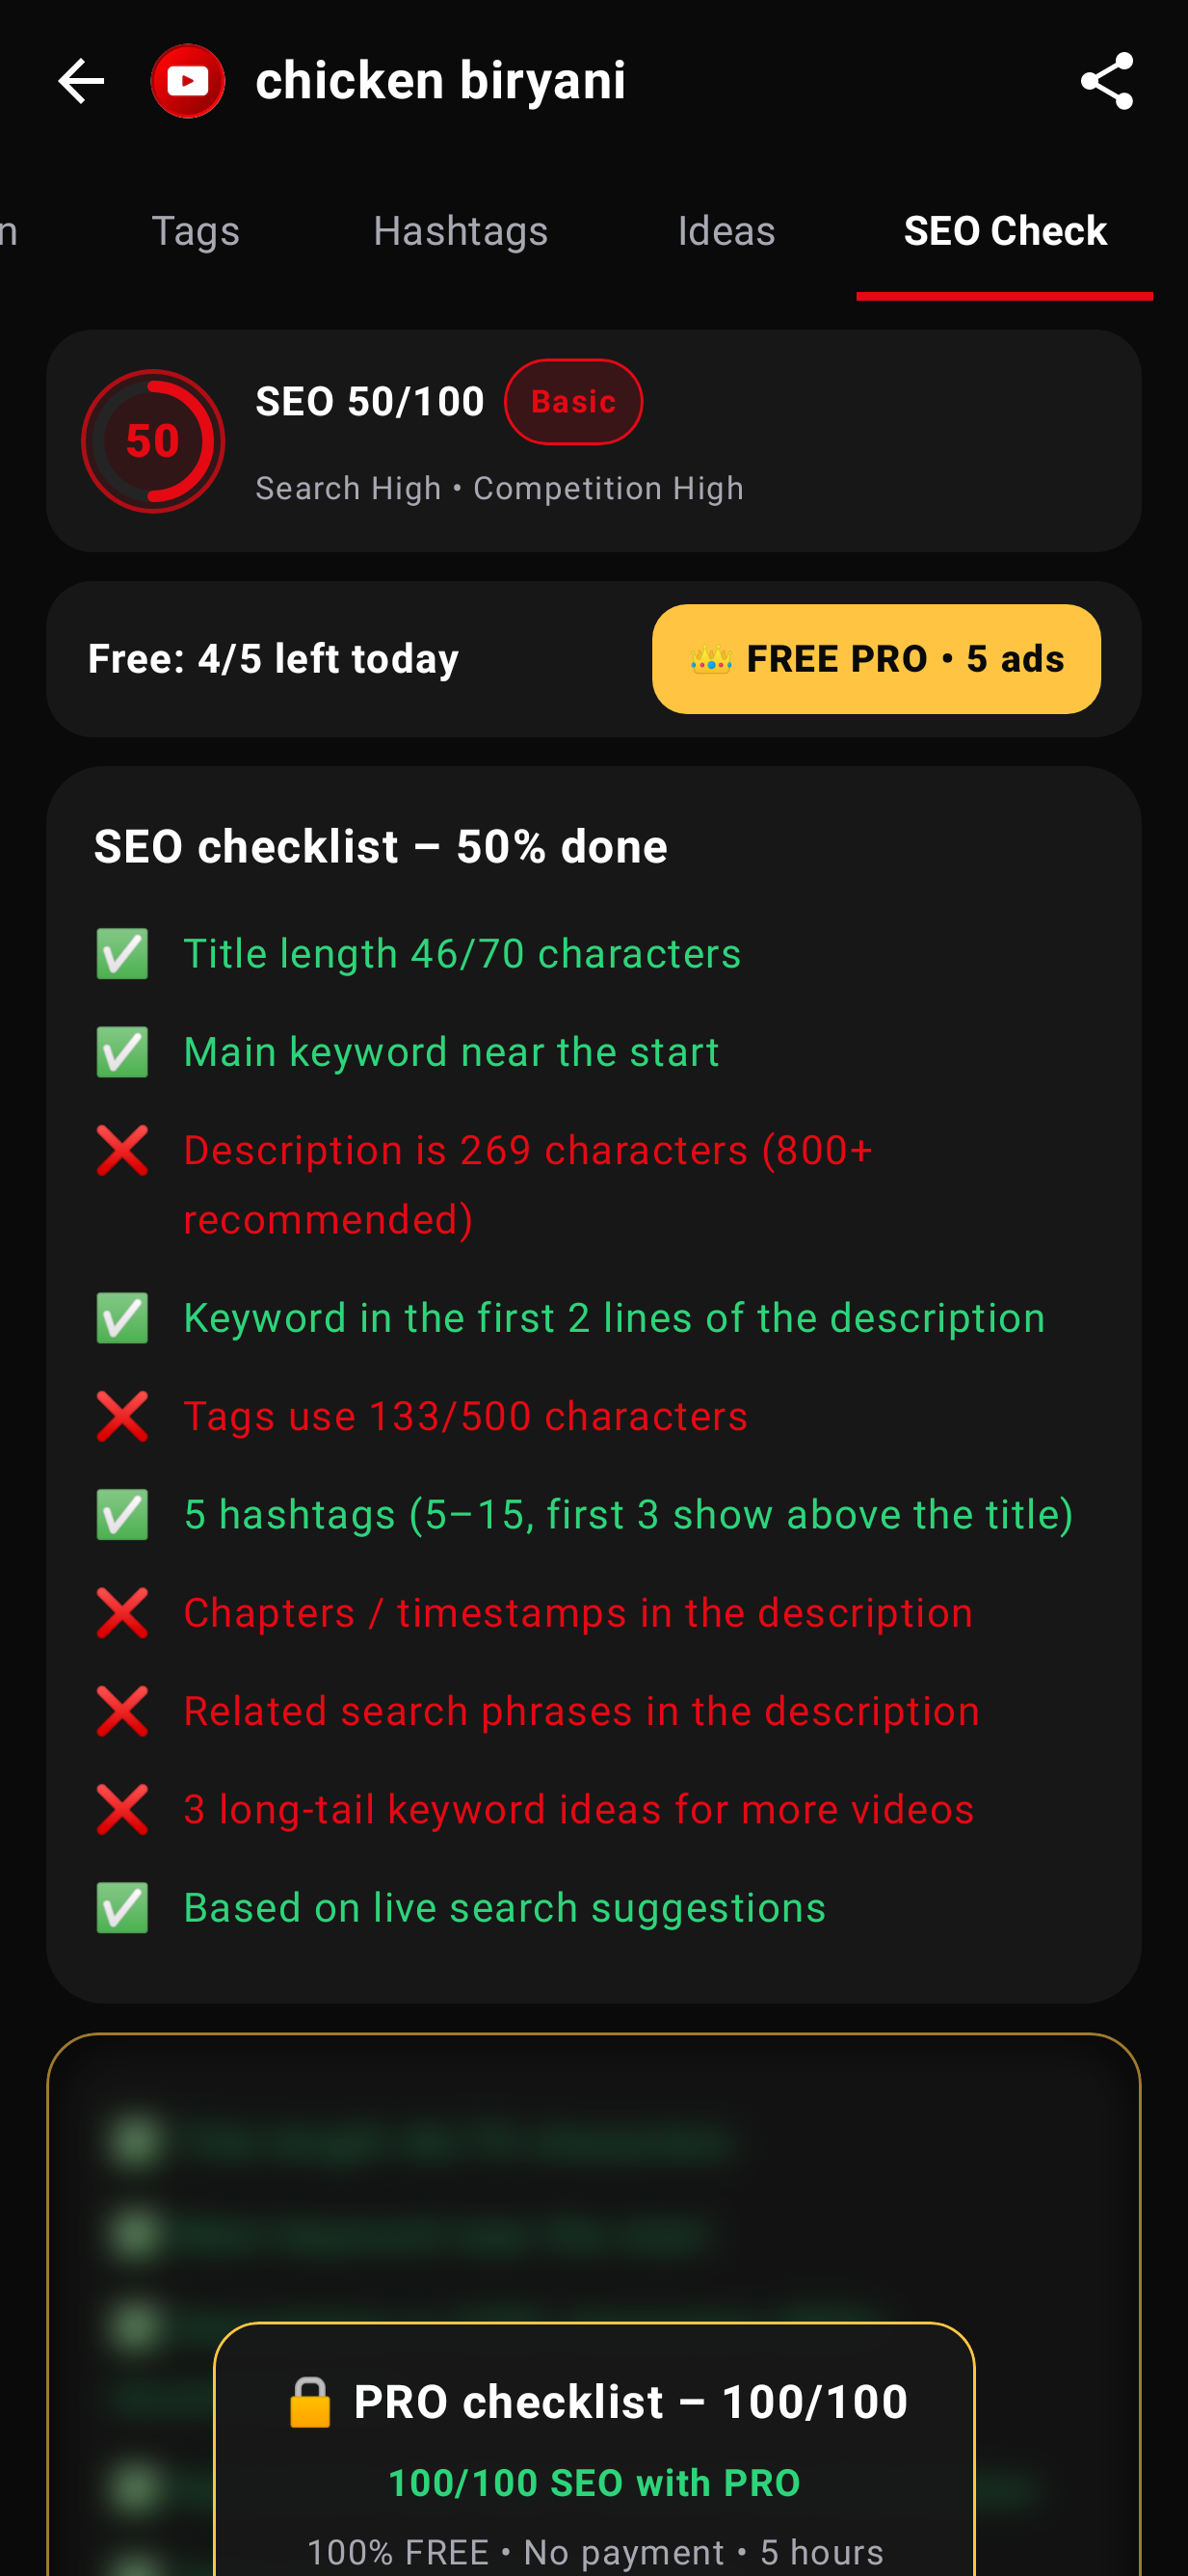 chicken biryani
n Tags Hashtags Ideas SEO Check
50
SEO 50/100 Basic
Search High • Competition High
Free: 4/5 left today
👑 FREE PRO • 5 ads
SEO checklist – 50% done
✅ Title length 46/70 characters
✅ Main keyword near the start
❌ Description is 269 characters (800+
recommended)
✅ Keyword in the first 2 lines of the description
❌ Tags use 133/500 characters
✅ 5 hashtags (5–15, first 3 show above the title)
❌ Chapters / timestamps in the description
❌ Related search phrases in the description
❌ 3 long-tail keyword ideas for more videos
✅ Based on live search suggestions
🔒 PRO checklist – 100/100
100/100 SEO with PRO
100% FREE • No payment • 5 hours